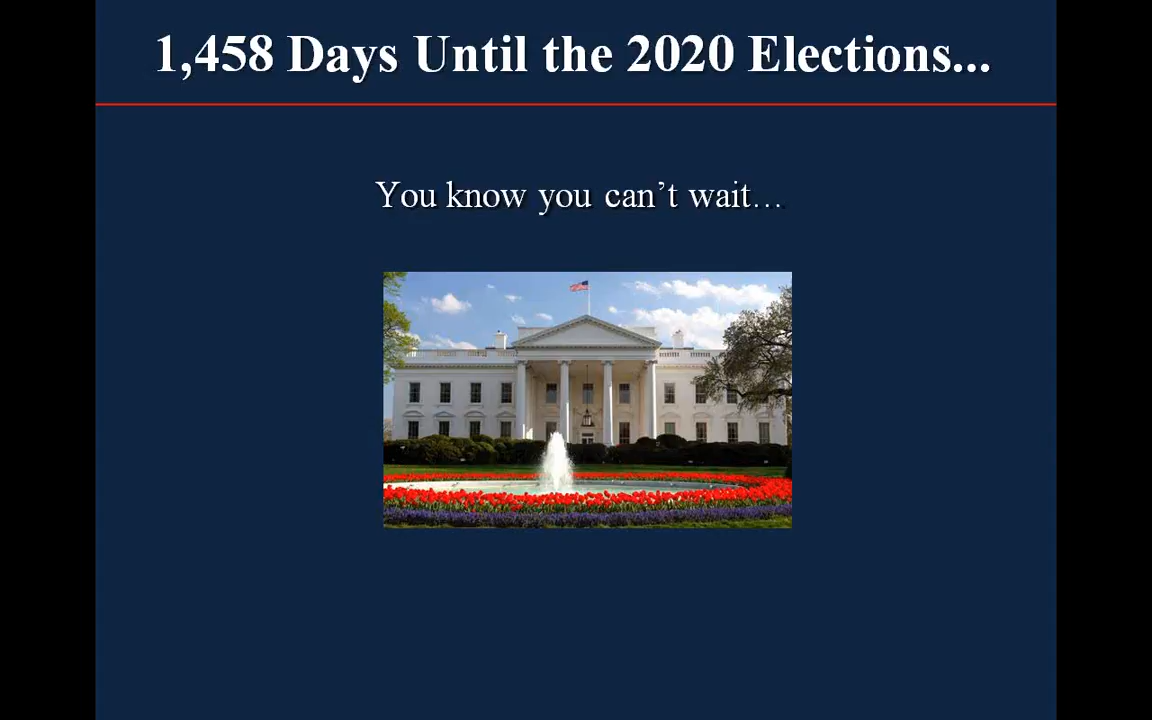 1,458 Days Until the 2020 Elections...
You know you can’t wait…